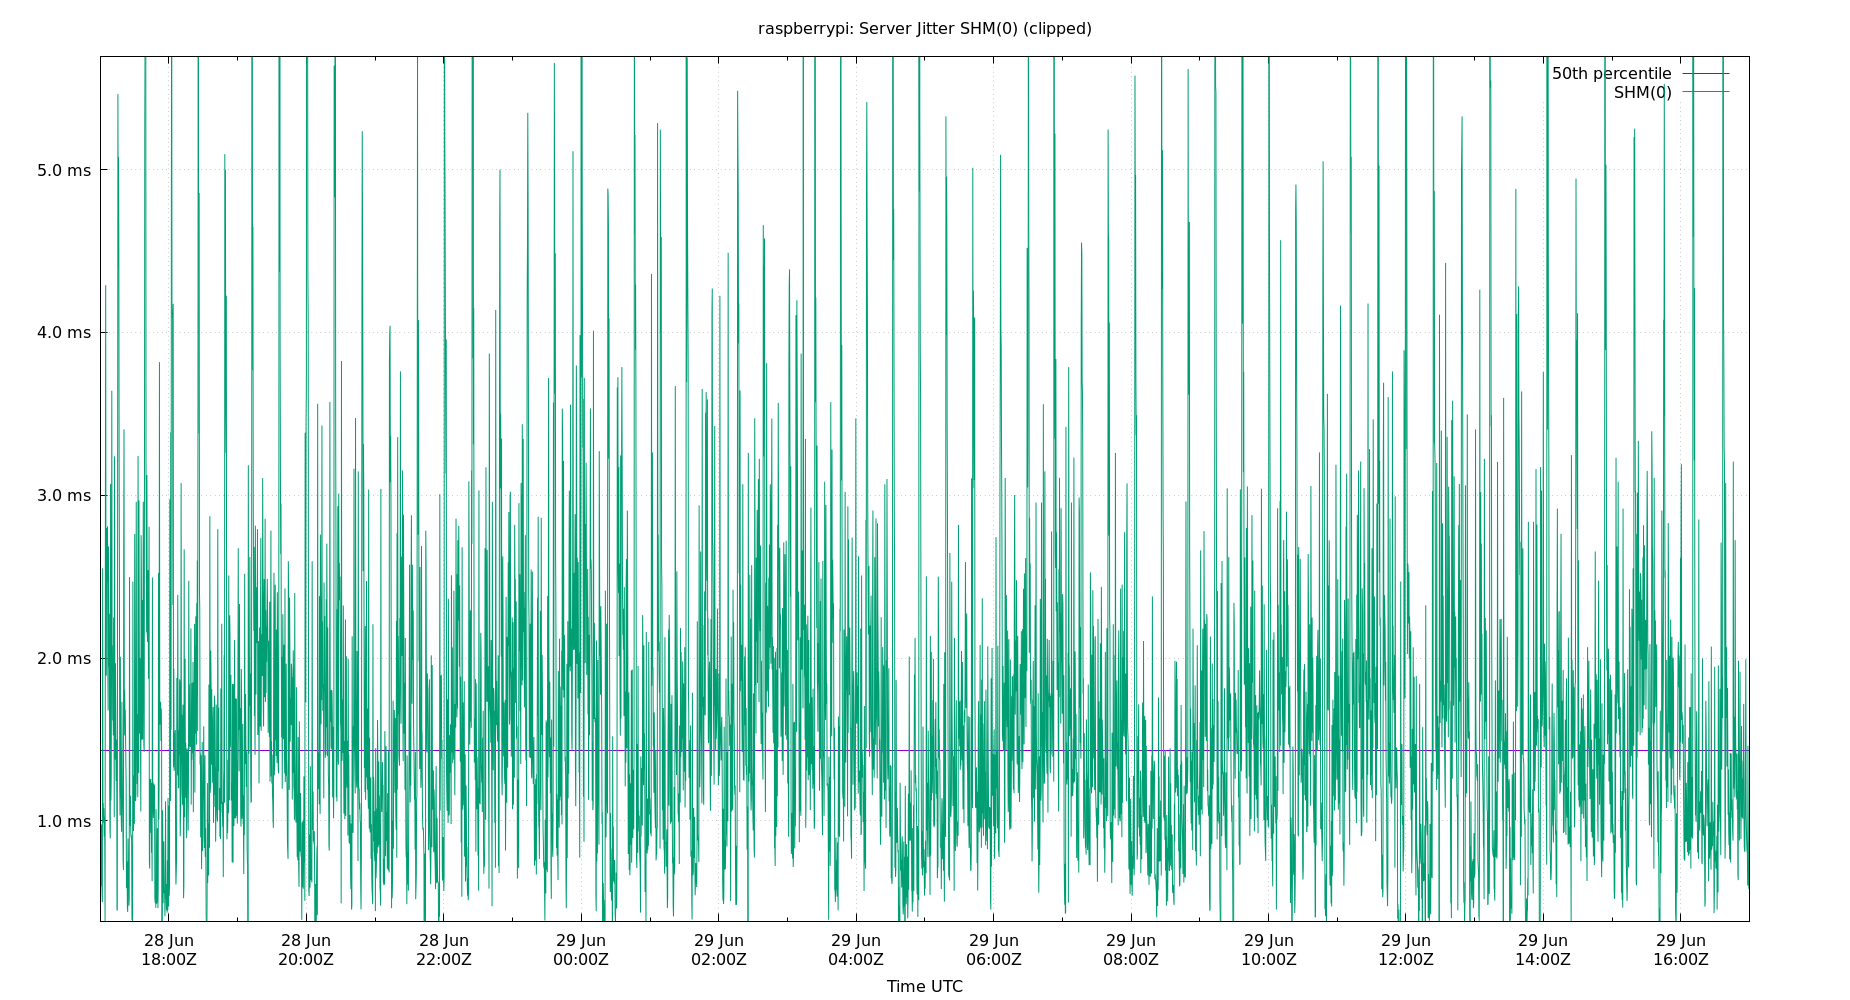 raspberrypi: Server Jitter SHM(0) (clipped)
50th percentile
SHM(0)
5.0 ms
4.0 ms
3.0 ms
2.0 ms
1.0 ms
28 Jun 28 Jun 28 Jun 29 Jun 29 Jun 29 Jun 29 Jun 29 Jun 29 Jun 29 Jun 29 Jun 29 Jun
18:00Z 20:00Z 22:00Z 00:00Z 02:00Z 04:00Z 06:00Z 08:00Z 10:00Z 12:00Z 14:00Z 16:00Z
Time UTC